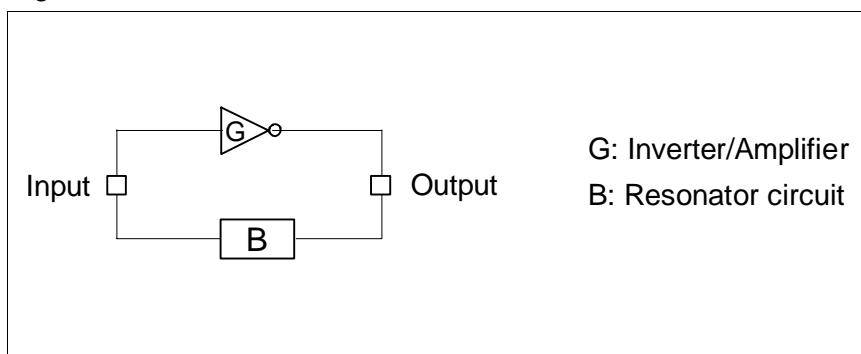 G
Input
Output
B
G: Inverter/Amplifier
B: Resonator circuit